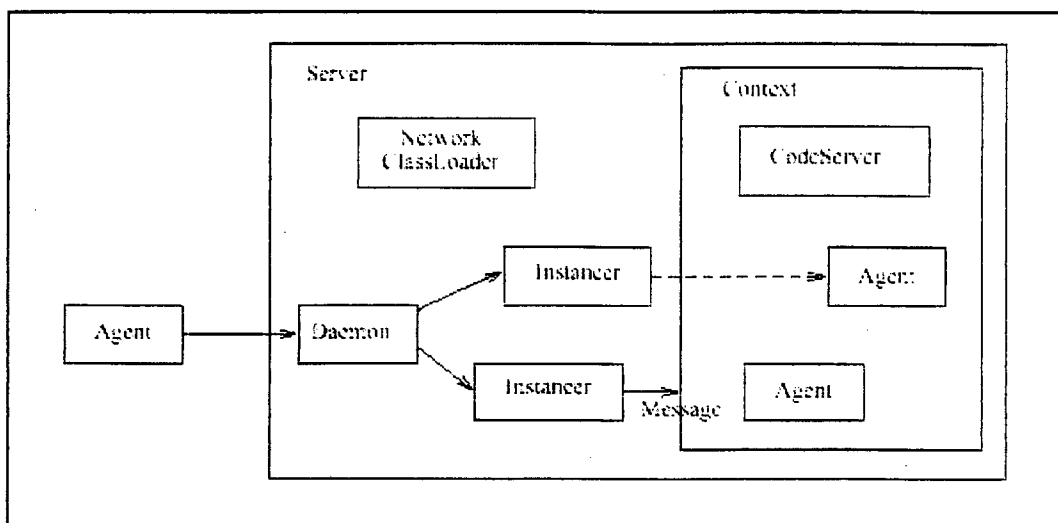 Server
Context
Network
ClassLoader
CodeServer
Instancer
Agent
Agent
Daemon
Instancer
Message
Agent